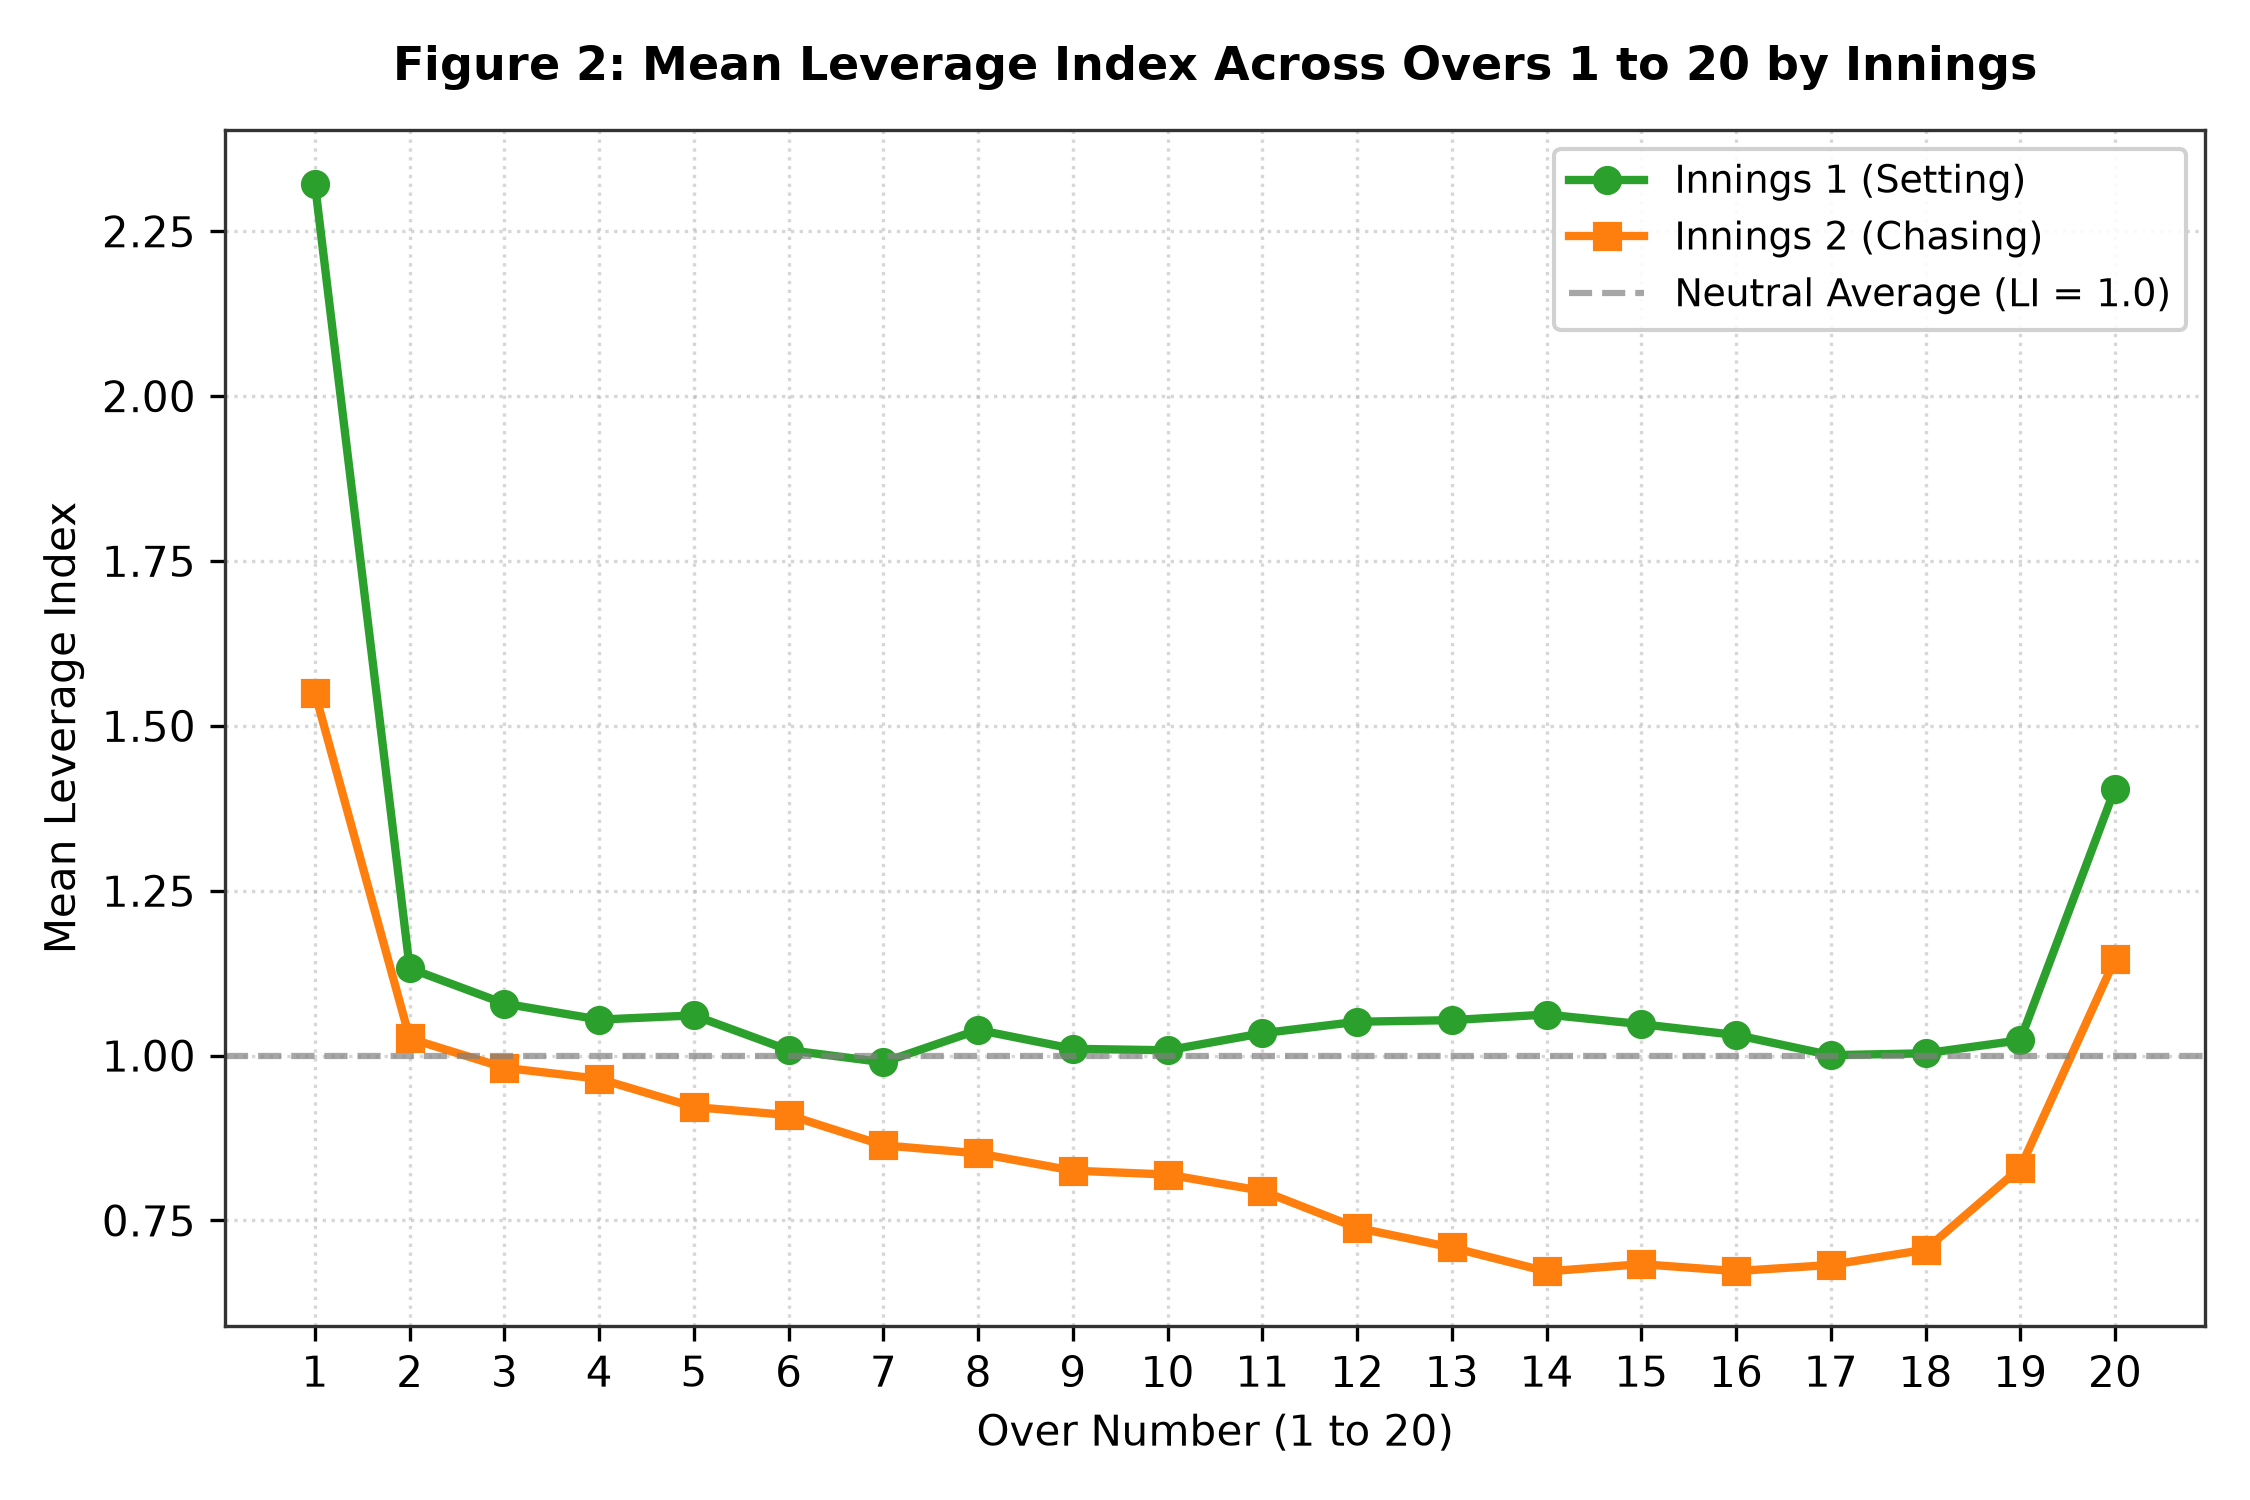 Figure 2: Mean Leverage Index Across Overs 1 to 20 by Innings
Innings 1 (Setting)
Innings 2 (Chasing)
Neutral Average (LI = 1.0)
Mean Leverage Index
2.25
2.00
1.75
1.50
1.25
1.00
0.75
1 2 3 4 5 6 7 8 9 10 11 12 13 14 15 16 17 18 19 20
Over Number (1 to 20)